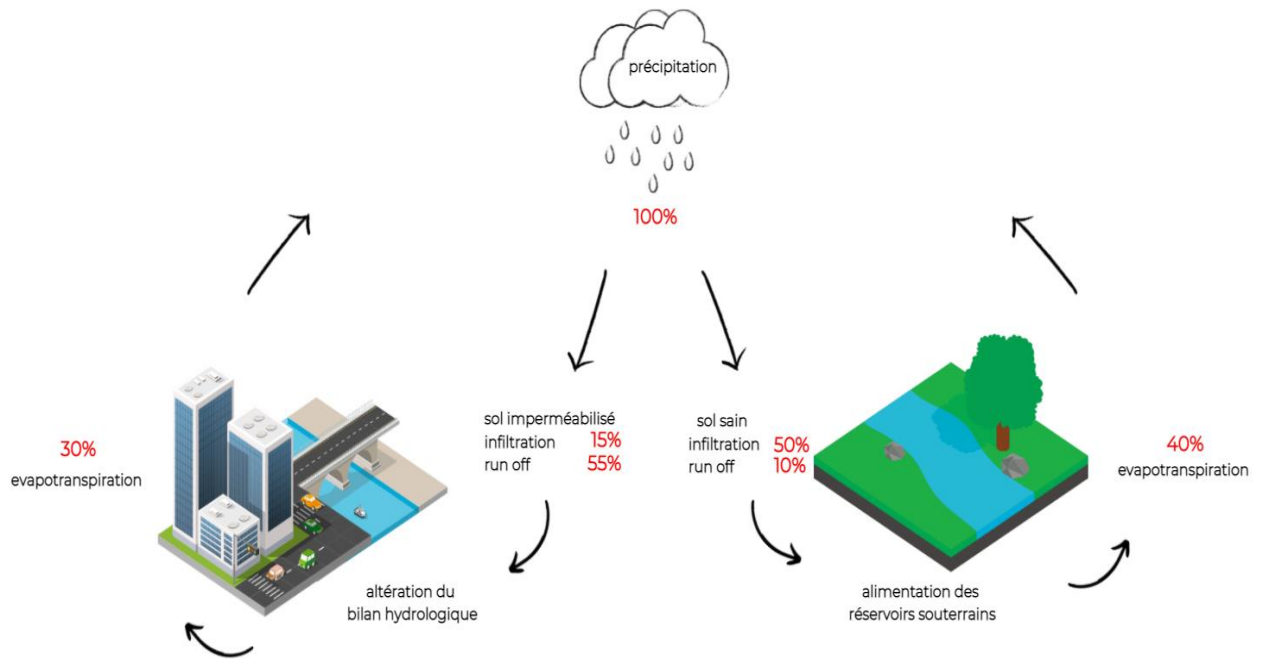 précipitation
100%
sol imperméabilisé
infiltration 15%
run off 55%
sol sain
infiltration 50%
run off 10%
30%
evapotranspiration
40%
evapotranspiration
altération du
bilan hydrologique
alimentation des
réservoirs souterrains